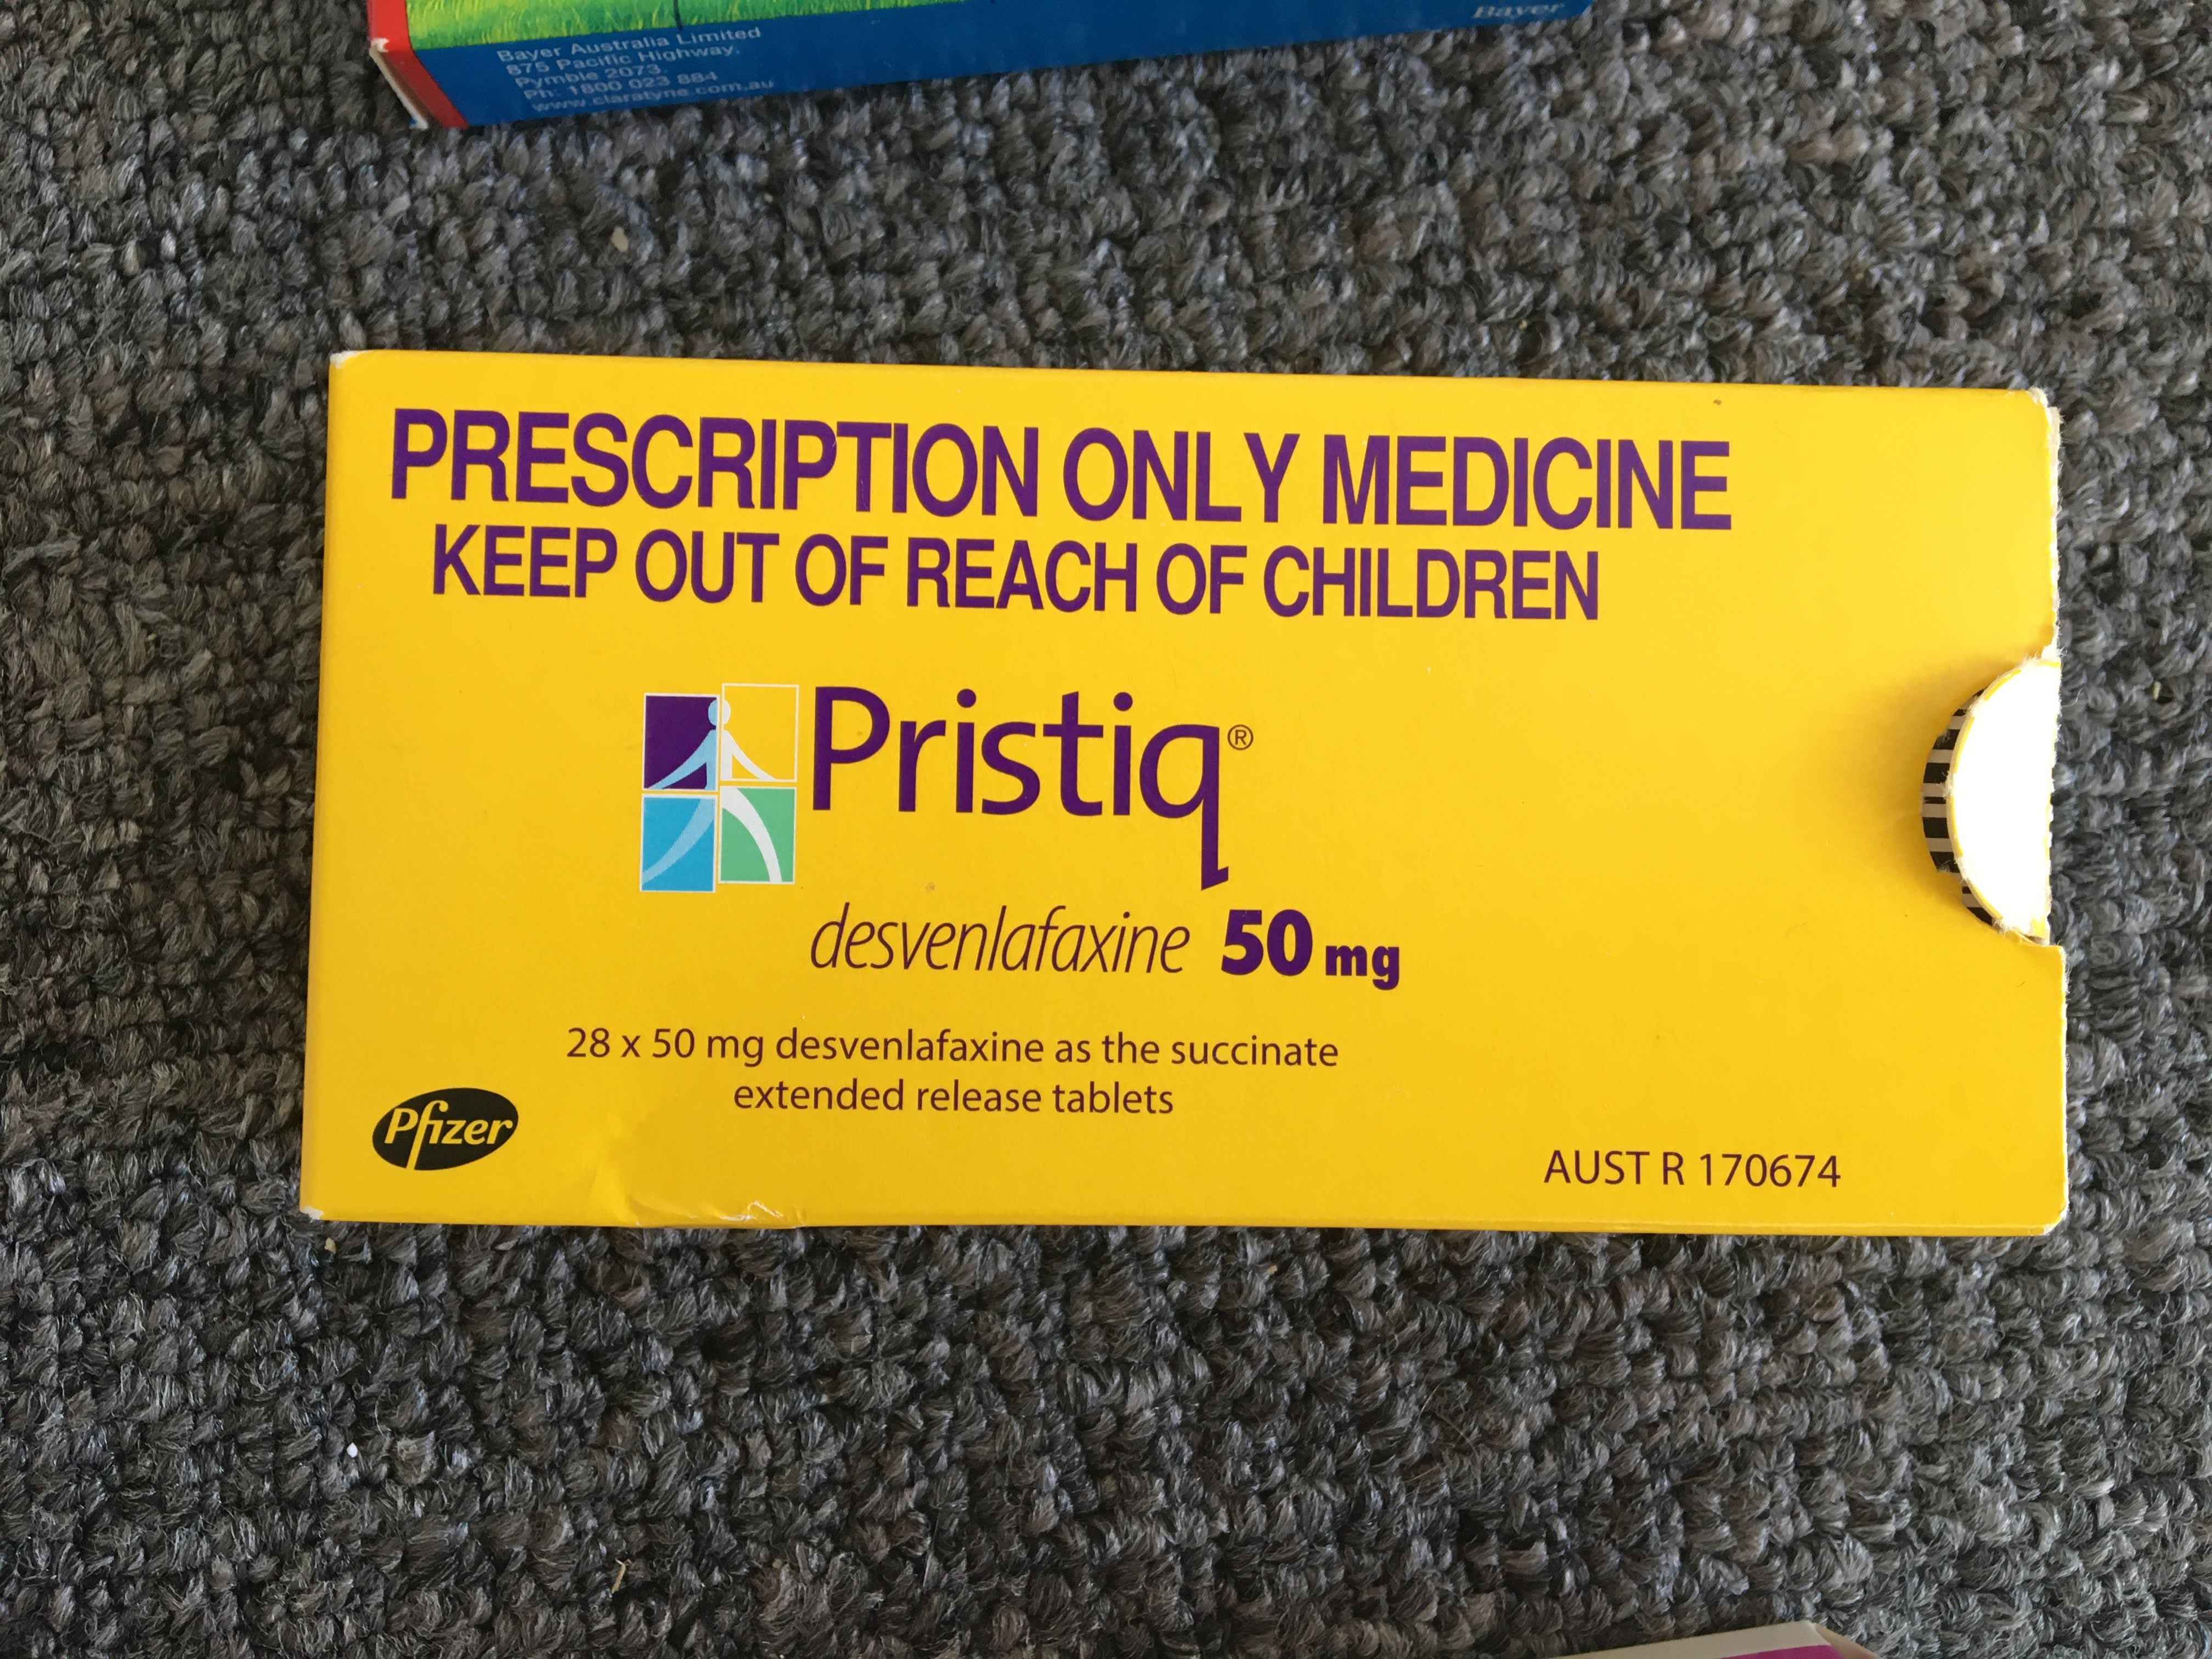 Bayer
Bayer Australia Limited
875 Pacific Highway,
Pymble 2073.
Ph: 1800 023 884
www.claratyne.com.au
PRESCRIPTION ONLY MEDICINE
KEEP OUT OF REACH OF CHILDREN
Pristiq®
desvenlafaxine 50 mg
28 x 50 mg desvenlafaxine as the succinate
extended release tablets
Pfizer
AUST R 170674